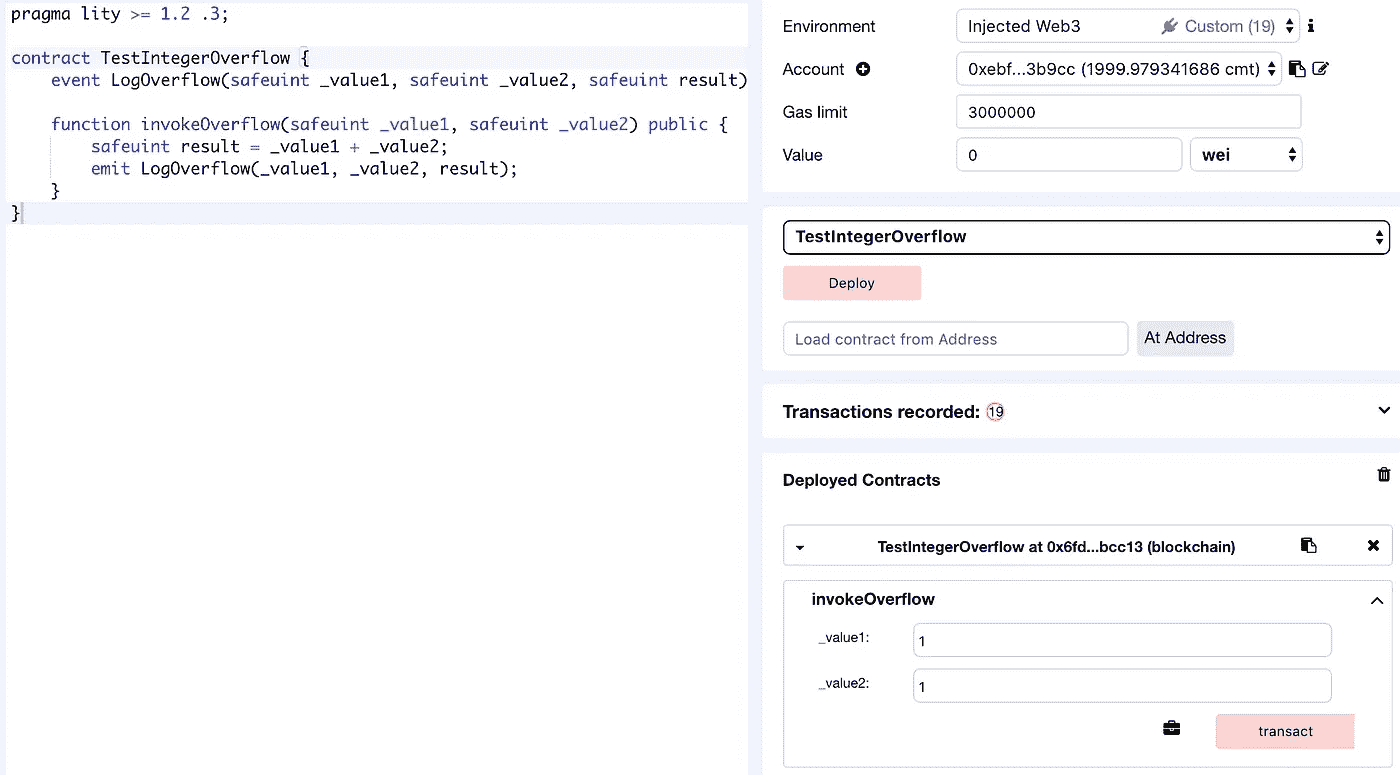 pragma lity >= 1.2 .3;
contract TestIntegerOverflow {
event LogOverflow(safeuint _value1, safeuint _value2, safeuint result)
function invokeOverflow(safeuint _value1, safeuint _value2) public {
safeuint result = _value1 + _value2;
emit LogOverflow(_value1, _value2, result);
}
}
Environment Injected Web3 Custom (19)
Account 0xebf...3b9cc (1999.979341686 cmt)
Gas limit 3000000
Value 0 wei
TestIntegerOverflow
Deploy
Load contract from Address At Address
Transactions recorded: 19
Deployed Contracts
TestIntegerOverflow at 0x6fd...bcc13 (blockchain)
invokeOverflow
_value1: 1
_value2: 1
transact